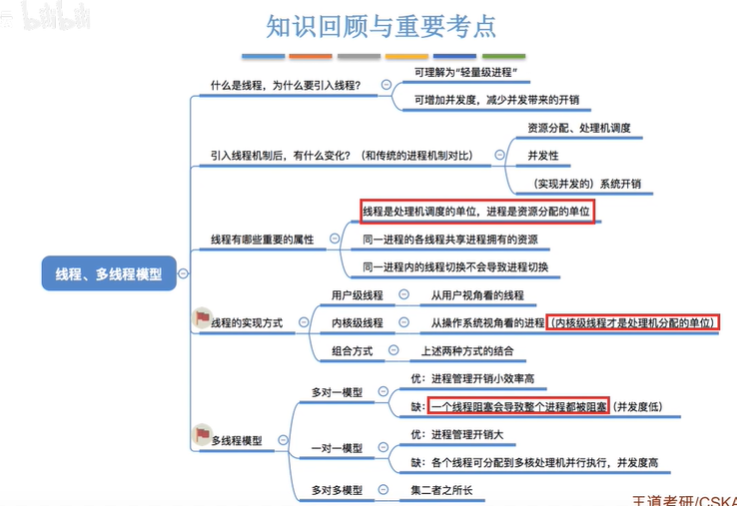 bilibili
知识回顾与重要考点
什么是线程，为什么要引入线程？
可理解为“轻量级进程”
可增加并发度，减少并发带来的开销
引入线程机制后，有什么变化？（和传统的进程机制对比）
资源分配、处理机调度
并发性
（实现并发的）系统开销
线程、多线程模型
线程有哪些重要的属性
线程是处理机调度的单位，进程是资源分配的单位
同一进程的各线程共享进程拥有的资源
同一进程内的线程切换不会导致进程切换
线程的实现方式
用户级线程
从用户视角看的线程
内核级线程
从操作系统视角看的进程（内核级线程才是处理机分配的单位）
组合方式
上述两种方式的结合
多线程模型
多对一模型
优：进程管理开销小效率高
缺：一个线程阻塞会导致整个进程都被阻塞（并发度低）
一对一模型
优：进程管理开销大
缺：各个线程可分配到多核处理机并行执行，并发度高
多对多模型
集二者之所长
王道考研/CSKA